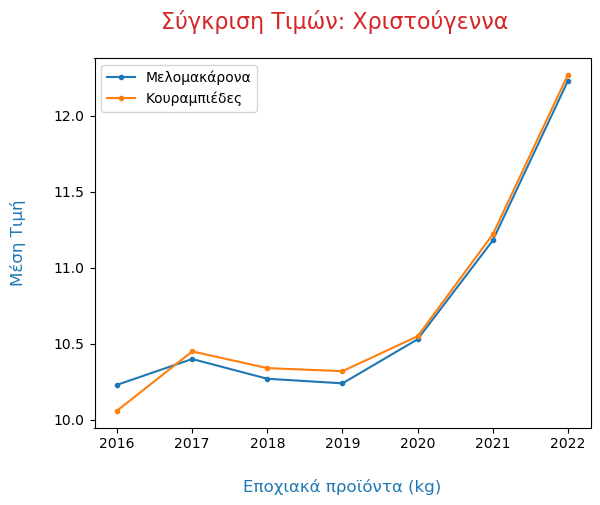 Σύγκριση Τιμών: Χριστούγεννα
Μελομακάρονα
Κουραμπιέδες
12.0
11.5
11.0
10.5
10.0
Μέση Τιμή
2016 2017 2018 2019 2020 2021 2022
Εποχιακά προϊόντα (kg)